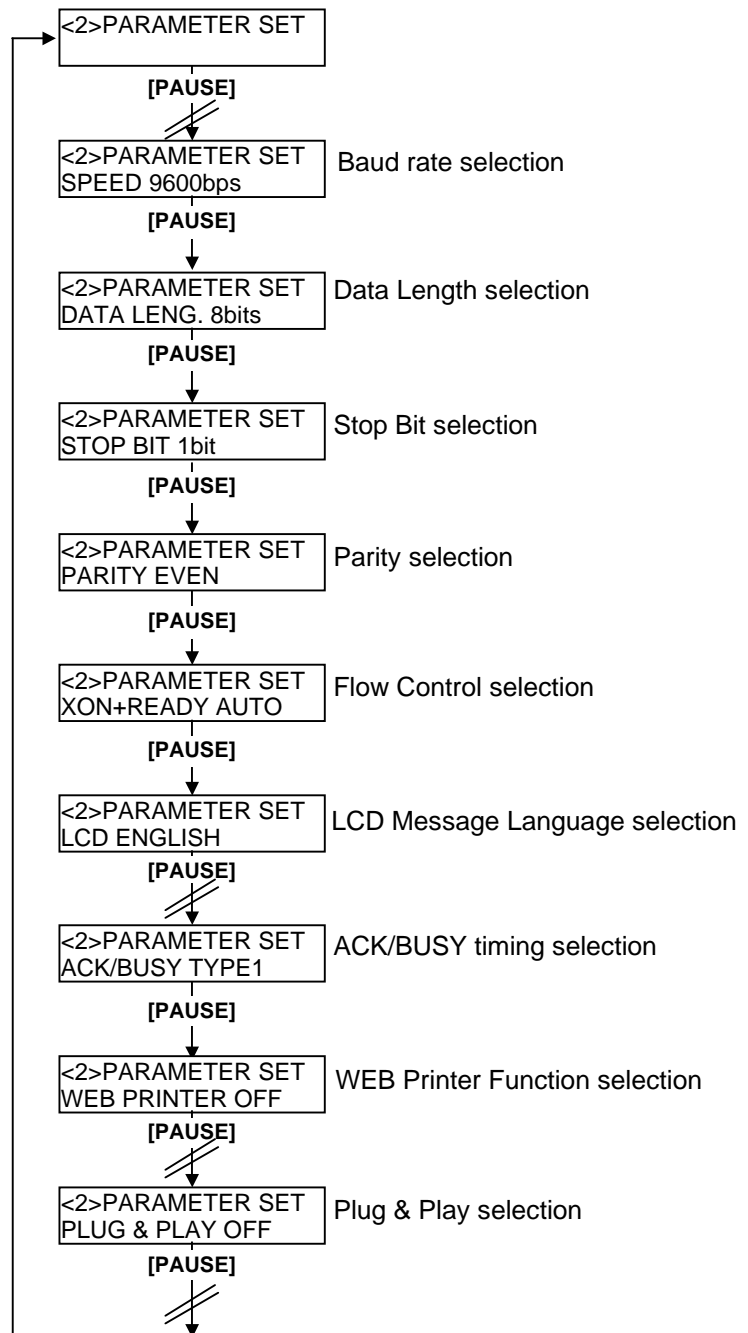 <2>PARAMETER SET
[PAUSE]
<2>PARAMETER SET
SPEED 9600bps
Baud rate selection
[PAUSE]
<2>PARAMETER SET
DATA LENG. 8bits
Data Length selection
[PAUSE]
<2>PARAMETER SET
STOP BIT 1bit
Stop Bit selection
[PAUSE]
<2>PARAMETER SET
PARITY EVEN
Parity selection
[PAUSE]
<2>PARAMETER SET
XON+READY AUTO
Flow Control selection
[PAUSE]
<2>PARAMETER SET
LCD ENGLISH
LCD Message Language selection
[PAUSE]
<2>PARAMETER SET
ACK/BUSY TYPE1
ACK/BUSY timing selection
[PAUSE]
<2>PARAMETER SET
WEB PRINTER OFF
WEB Printer Function selection
[PAUSE]
<2>PARAMETER SET
PLUG & PLAY OFF
Plug & Play selection
[PAUSE]